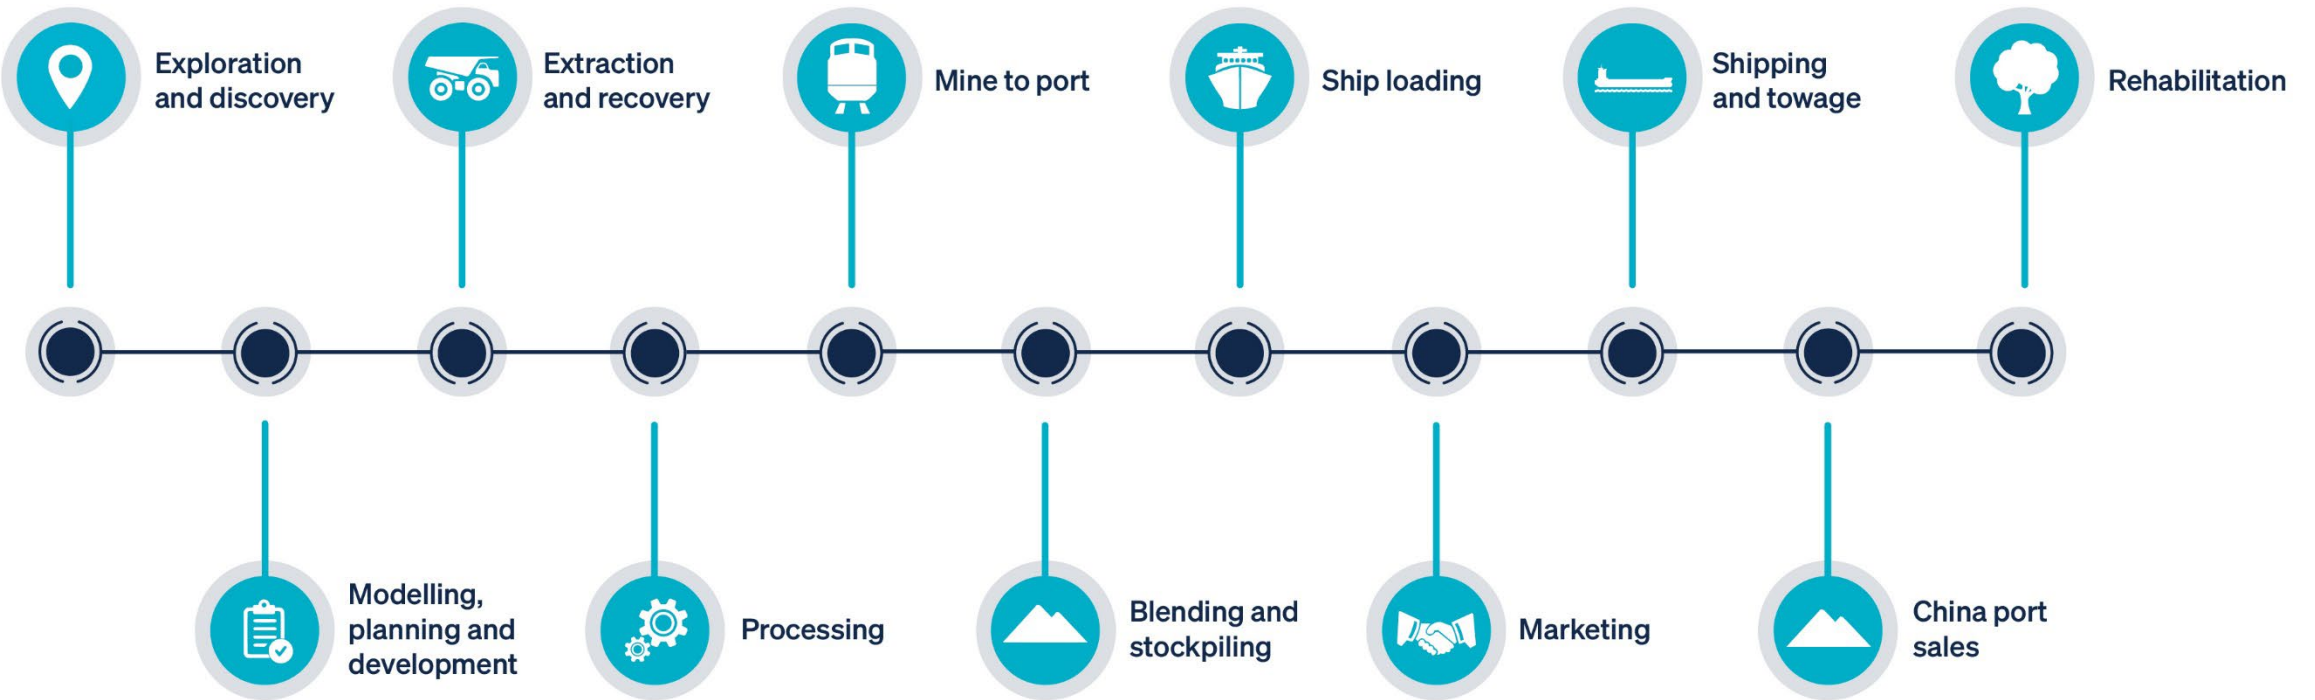 Exploration
and discovery
Extraction
and recovery
Mine to port
Ship loading
Shipping
and towage
Rehabilitation
Modelling,
planning and
development
Processing
Blending and
stockpiling
Marketing
China port
sales